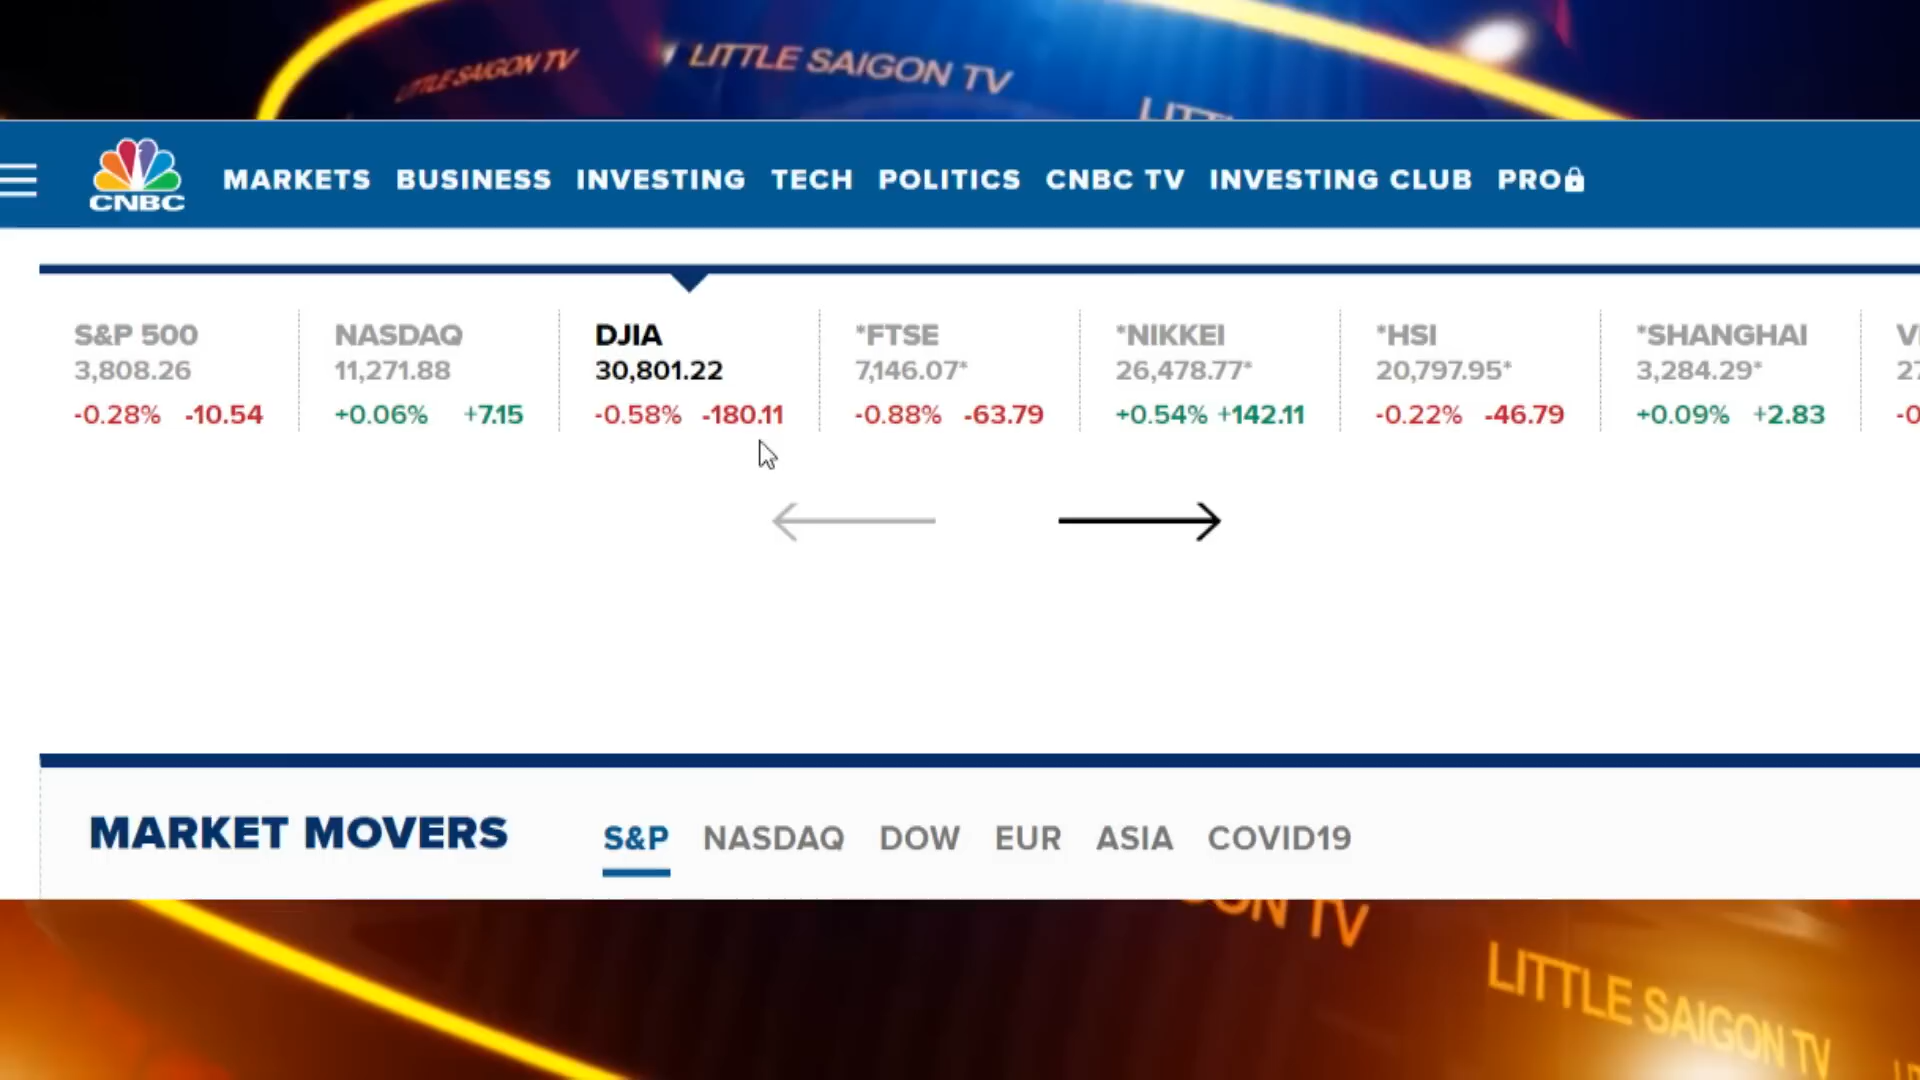 LITTLE SAIGON TV
LITTLE SAIGON TV
CNBC
MARKETS BUSINESS INVESTING TECH POLITICS CNBC TV INVESTING CLUB PRO
S&P 500 NASDAQ DJIA *FTSE *NIKKEI *HSI *SHANGHAI
3,808.26 11,271.88 30,801.22 7,146.07* 26,478.77* 20,797.95* 3,284.29* 27
-0.28% -10.54 +0.06% +7.15 -0.58% -180.11 -0.88% -63.79 +0.54% +142.11 -0.22% -46.79 +0.09% +2.83 -0
MARKET MOVERS S&P NASDAQ DOW EUR ASIA COVID19
TV
LITTLE SAIGON TV